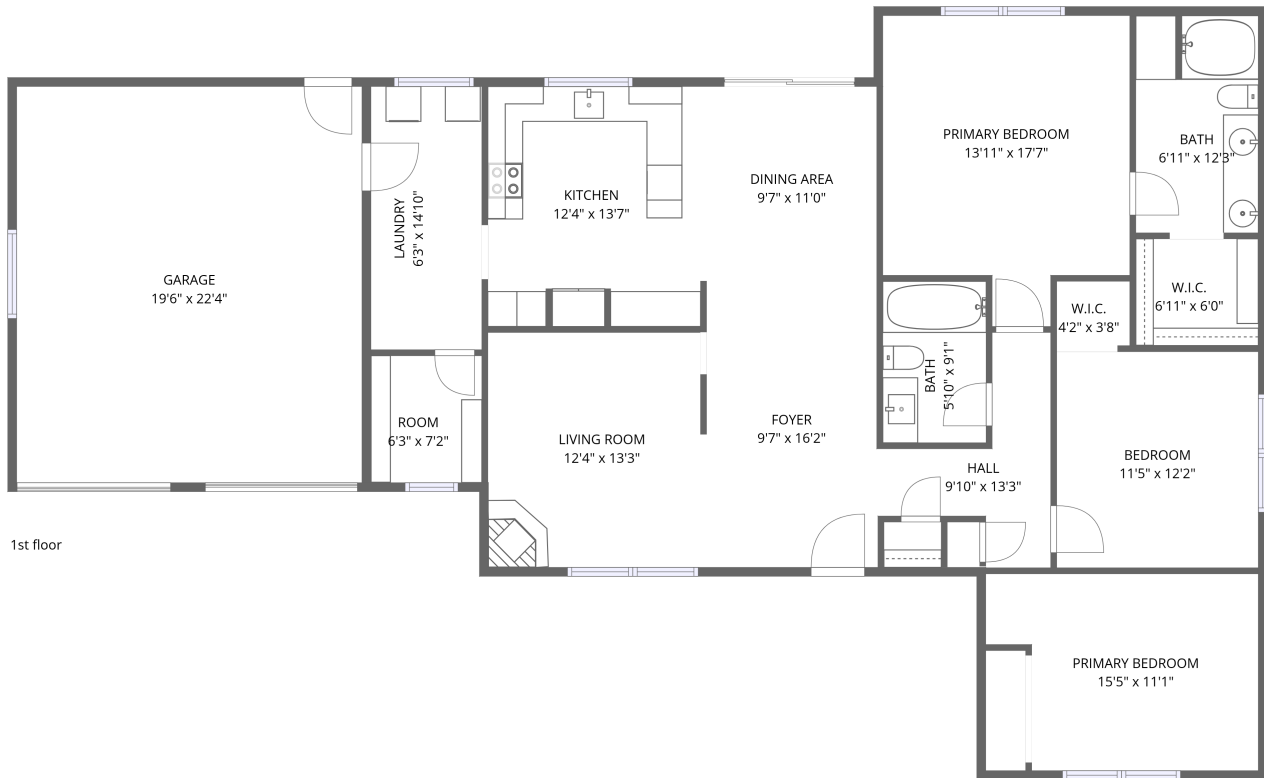 PRIMARY BEDROOM
13'11" x 17'7"
BATH
6'11" x 12'3"
DINING AREA
9'7" x 11'0"
KITCHEN
12'4" x 13'7"
LAUNDRY
6'3" x 14'10"
GARAGE
19'6" x 22'4"
W.I.C.
6'11" x 6'0"
W.I.C.
4'2" x 3'8"
BATH
5'10" x 9'1"
ROOM
6'3" x 7'2"
LIVING ROOM
12'4" x 13'3"
FOYER
9'7" x 16'2"
HALL
9'10" x 13'3"
BEDROOM
11'5" x 12'2"
1st floor
PRIMARY BEDROOM
15'5" x 11'1"